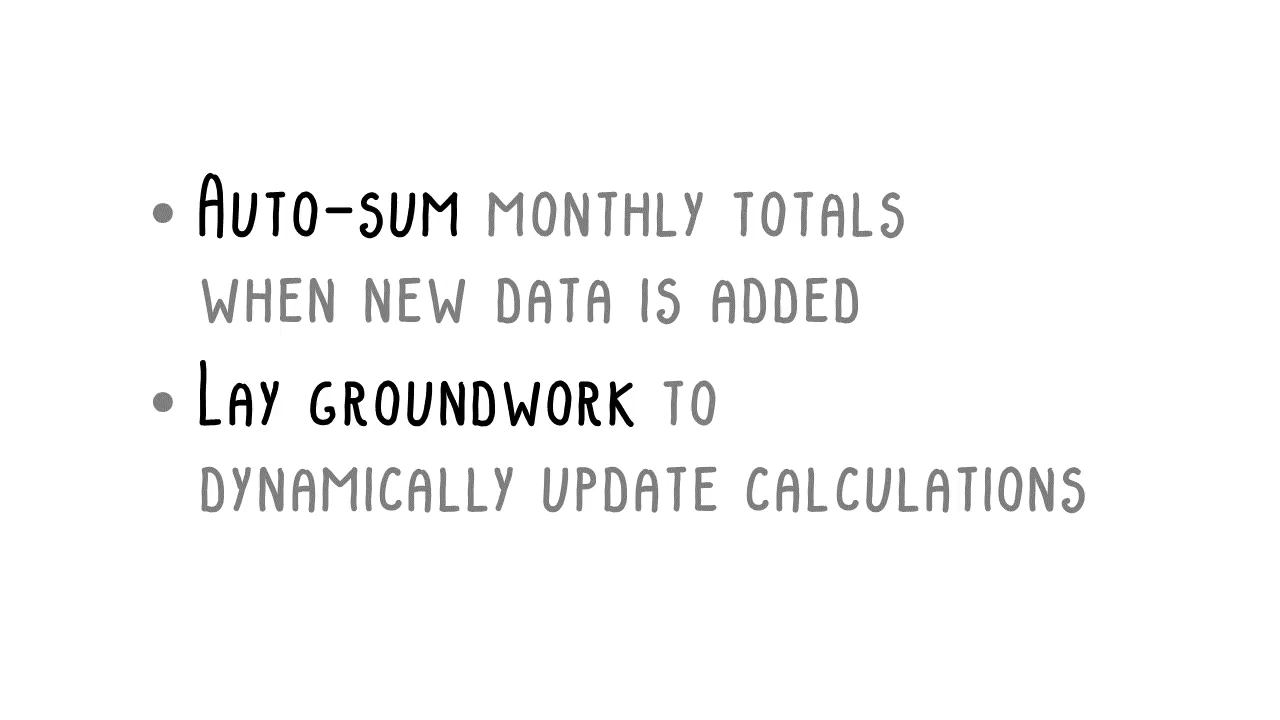 • Auto-sum monthly totals
when new data is added
• Lay groundwork to
dynamically update calculations